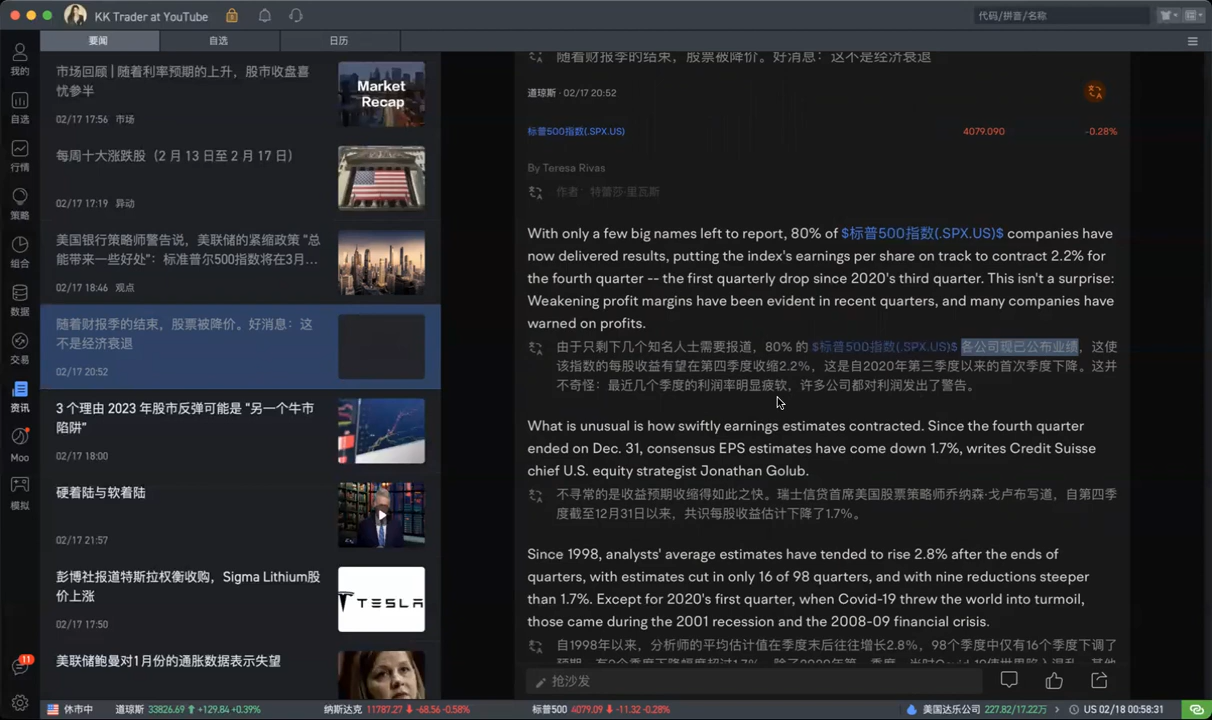 KK Trader at YouTube
代码/拼音/名称
要闻
自选
日历
我的
自选
行情
策略
组合
数据
交易
资讯
Moo
模拟
11
市场回顾 | 随着利率预期的上升，股市收盘喜
忧参半
02/17 17:56 市场
Market
Recap
每周十大涨跌股（2 月 13 日至 2 月 17 日）
02/17 17:19 异动
美国银行策略师警告说，美联储的紧缩政策 "总
能带来一些好处"：标准普尔500指数将在3月...
02/17 18:46 观点
随着财报季的结束，股票被降价。好消息：这
不是经济衰退
02/17 20:52
3 个理由 2023 年股市反弹可能是 "另一个牛市
陷阱"
02/17 18:00
硬着陆与软着陆
02/17 21:57
彭博社报道特斯拉权衡收购，Sigma Lithium股
价上涨
02/17 17:50
TESLA
美联储鲍曼对1月份的通胀数据表示失望
随着财报季的结束，股票被降价。好消息：这不是经济衰退
道琼斯 · 02/17 20:52
标普500指数(.SPX.US)
4079.090
-0.28%
By Teresa Rivas
作者：特蕾莎·里瓦斯
With only a few big names left to report, 80% of $标普500指数(.SPX.US)$ companies have
now delivered results, putting the index's earnings per share on track to contract 2.2% for
the fourth quarter -- the first quarterly drop since 2020's third quarter. This isn't a surprise:
Weakening profit margins have been evident in recent quarters, and many companies have
warned on profits.
由于只剩下几个知名人士需要报道，80% 的 $标普500指数(.SPX.US)$ 各公司现已公布业绩，这使
该指数的每股收益有望在第四季度收缩2.2%，这是自2020年第三季度以来的首次季度下降。这并
不奇怪：最近几个季度的利润率明显疲软，许多公司都对利润发出了警告。
What is unusual is how swiftly earnings estimates contracted. Since the fourth quarter
ended on Dec. 31, consensus EPS estimates have come down 1.7%, writes Credit Suisse
chief U.S. equity strategist Jonathan Golub.
不寻常的是收益预期收缩得如此之快。瑞士信贷首席美国股票策略师乔纳森·戈卢布写道，自第四季
度截至12月31日以来，共识每股收益估计下降了1.7%。
Since 1998, analysts' average estimates have tended to rise 2.8% after the ends of
quarters, with estimates cut in only 16 of 98 quarters, and with nine reductions steeper
than 1.7%. Except for 2020's first quarter, when Covid-19 threw the world into turmoil,
those came during the 2001 recession and the 2008-09 financial crisis.
自1998年以来，分析师的平均估计值在季度末后往往增长2.8%，98个季度中仅有16个季度下调了
抢沙发
休市中 道琼斯 33826.69 +129.84 +0.39% 纳斯克 11787.27 -68.56 -0.58% 标普500 4079.09 -11.32 -0.28% 美国达乐公司 227.82/17.22万 US 02/18 00:58:31